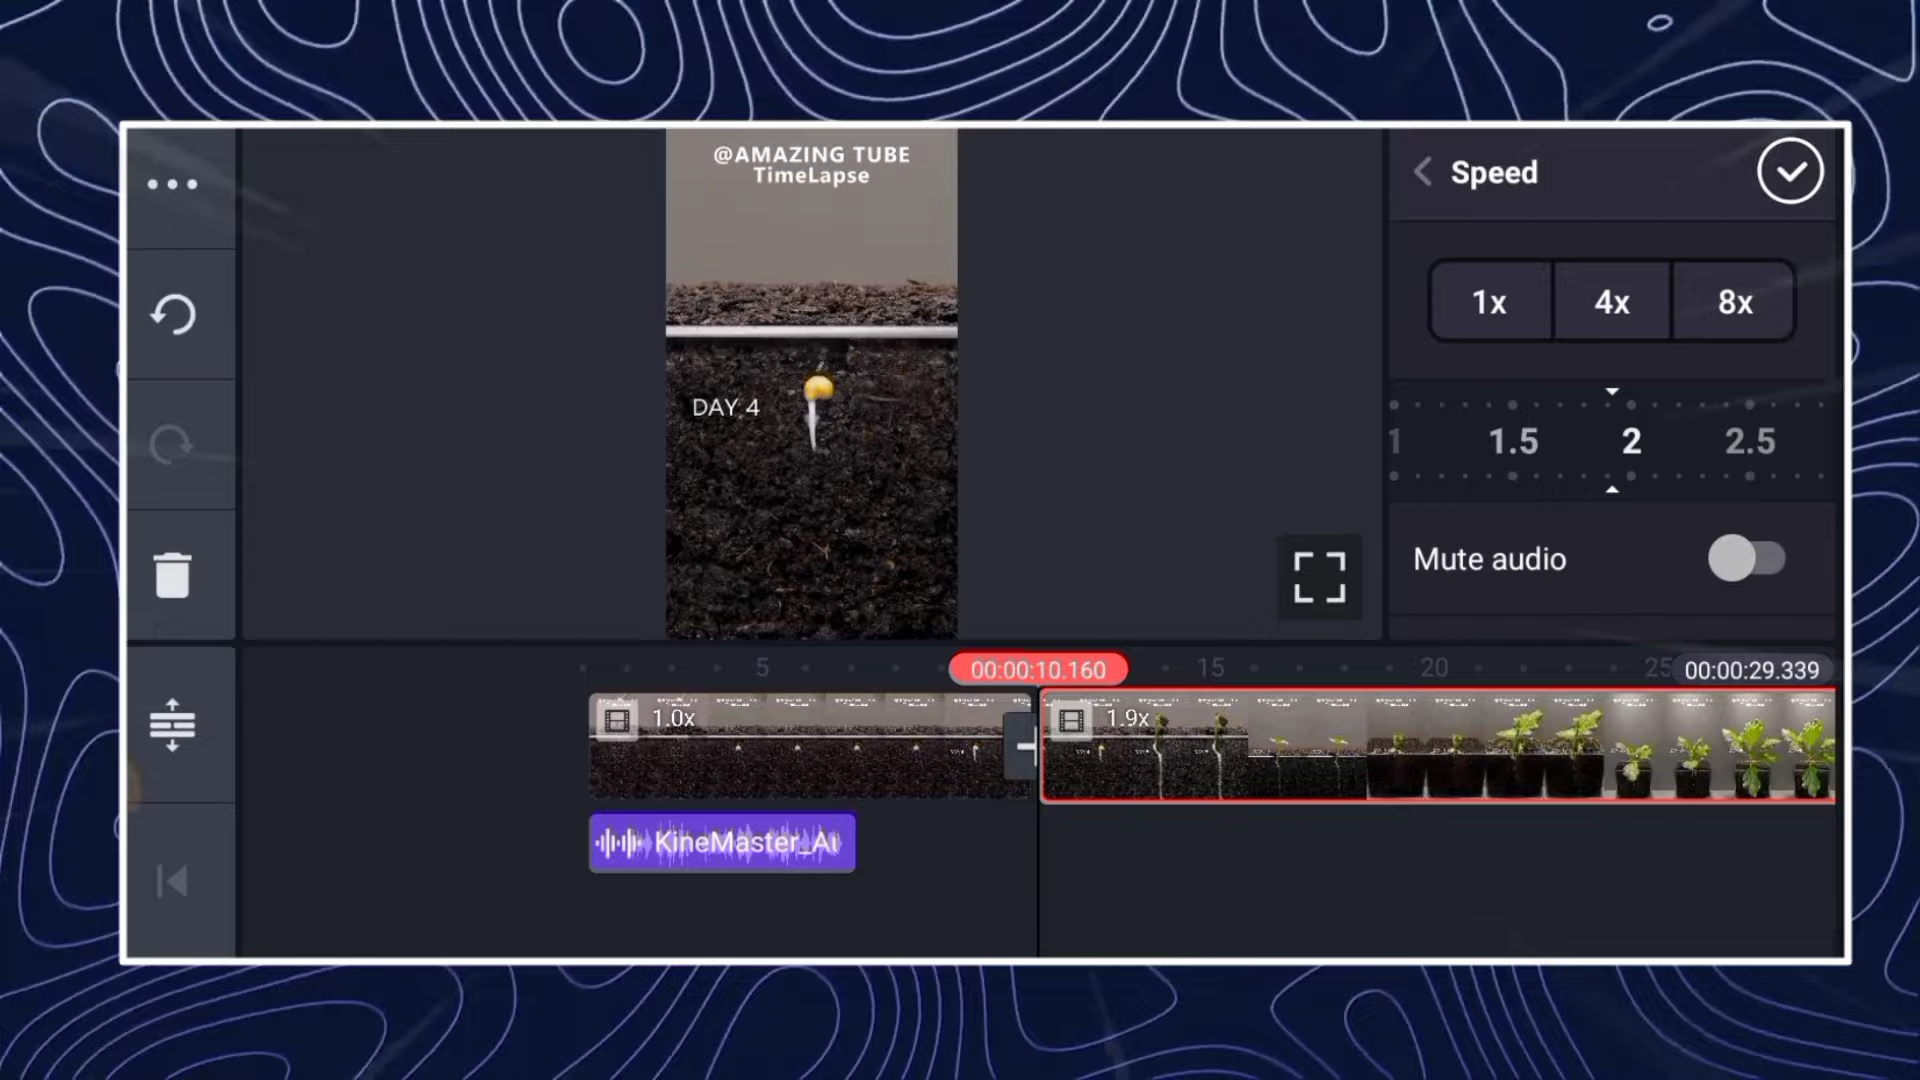 @AMAZING TUBE
TimeLapse
DAY 4
Speed
1x 4x 8x
1 1.5 2 2.5
Mute audio
5 00:00:10.160 15 20 25 00:00:29.339
1.0x 1.9x
KineMaster_Au